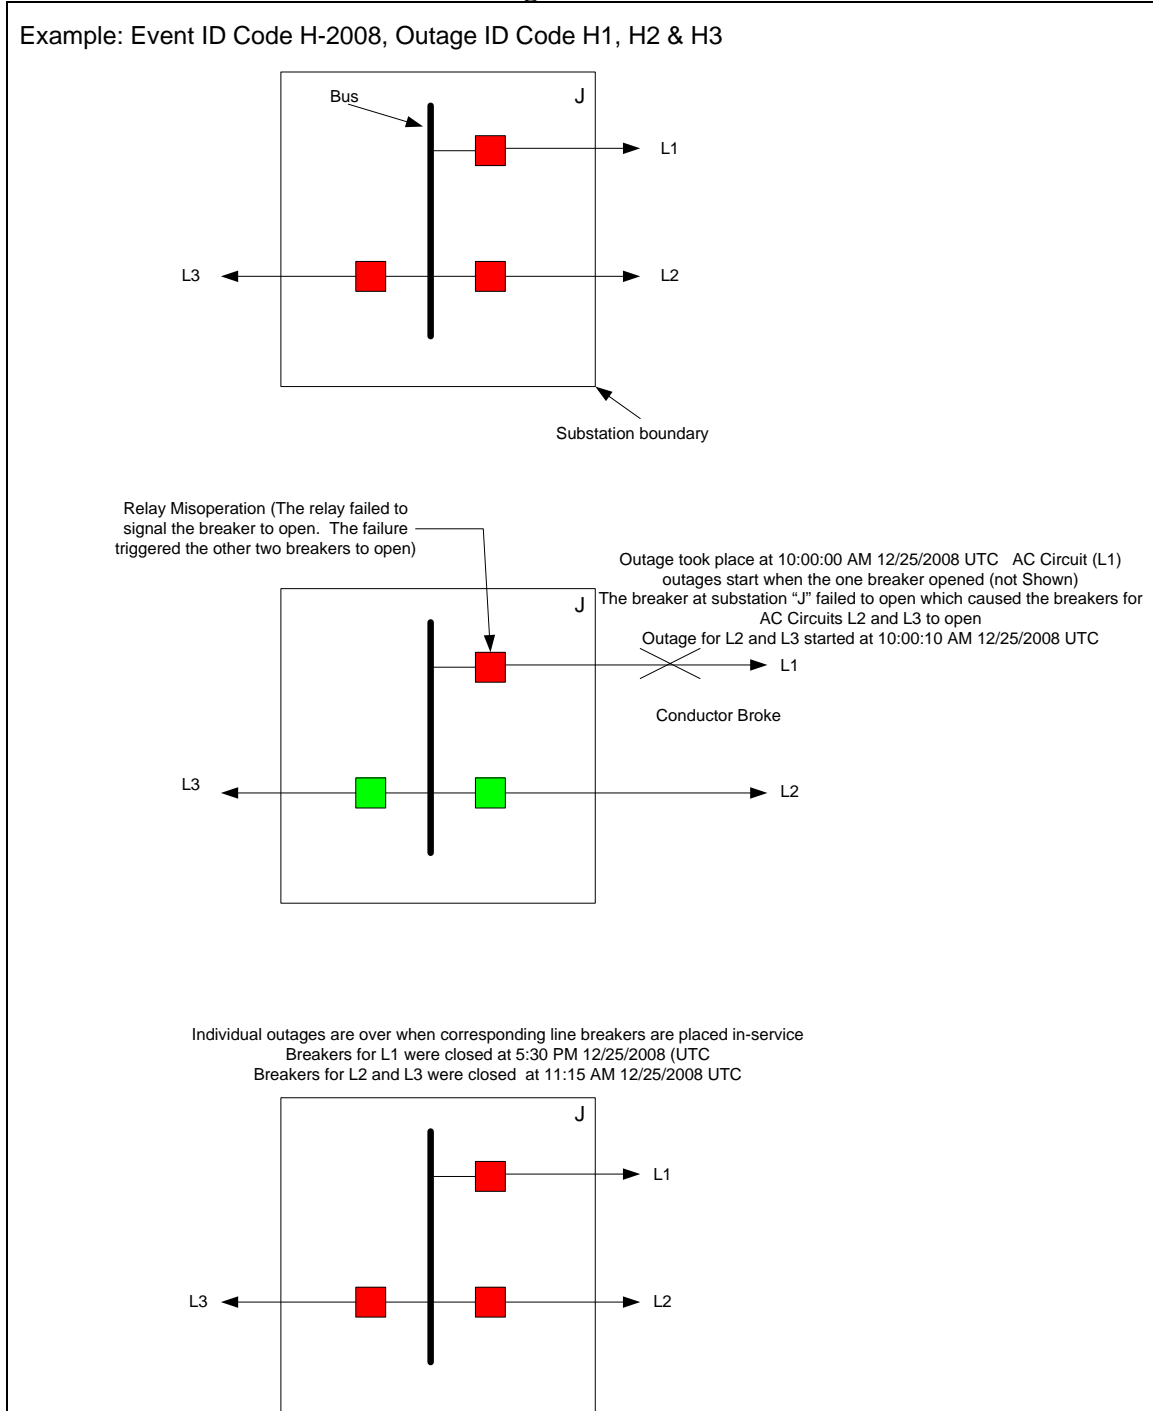 Example: Event ID Code H-2008, Outage ID Code H1, H2 & H3
Bus
J
L1
L3
L2
Substation boundary
Relay Misoperation (The relay failed to
signal the breaker to open. The failure
triggered the other two breakers to open)
Outage took place at 10:00:00 AM 12/25/2008 UTC AC Circuit (L1)
outages start when the one breaker opened (not Shown)
The breaker at substation “J” failed to open which caused the breakers for
AC Circuits L2 and L3 to open
Outage for L2 and L3 started at 10:00:10 AM 12/25/2008 UTC
J
L1
Conductor Broke
L3
L2
Individual outages are over when corresponding line breakers are placed in-service
Breakers for L1 were closed at 5:30 PM 12/25/2008 (UTC
Breakers for L2 and L3 were closed at 11:15 AM 12/25/2008 UTC
J
L1
L3
L2